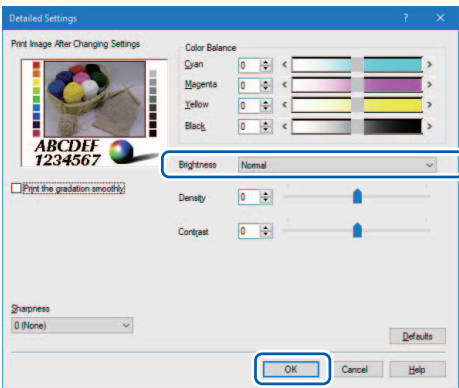 Detailed Settings ? ×
Print Image After Changing Settings
ABCDEF
1234567
Print the gradation smoothly
Color Balance
Cyan 0 < >
Magenta 0 < >
Yellow 0 < >
Black 0 < >
Brightness Normal
Density 0
Contrast 0
Sharpness
0 (None)
Defaults
OK Cancel Help